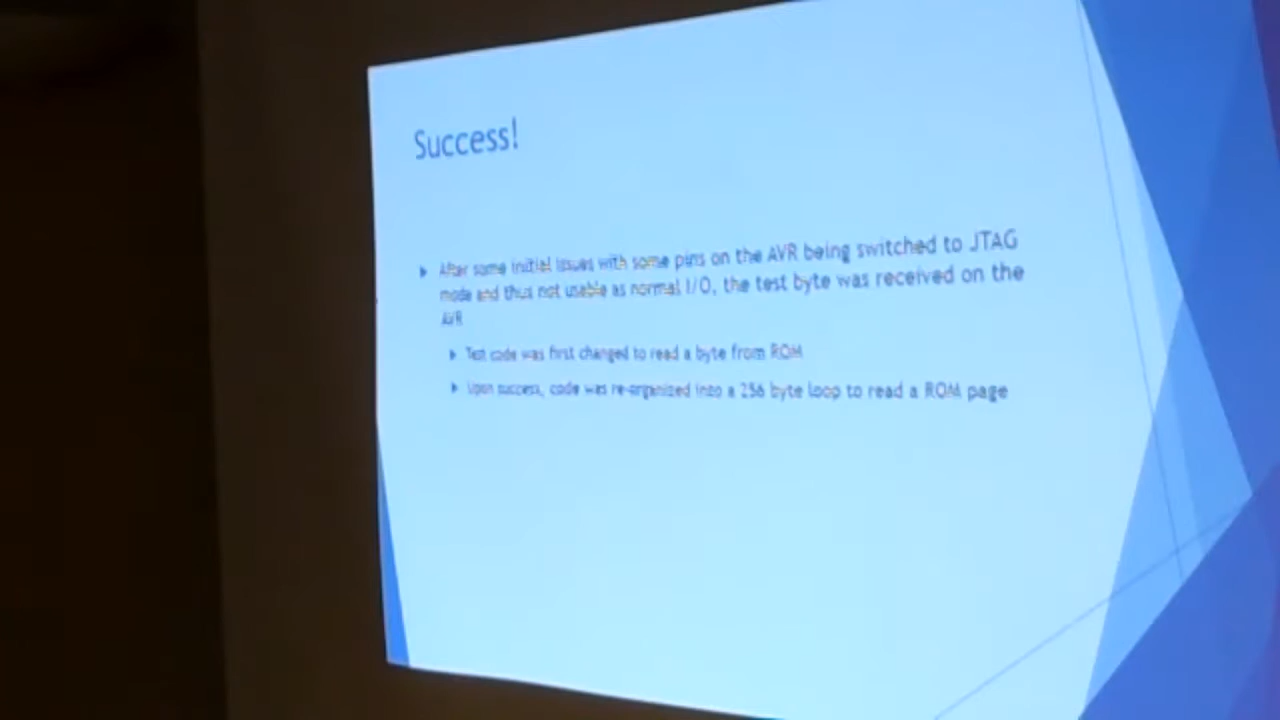 Success!
After some initial issues with some pins on the AVR being switched to JTAG
mode and thus not usable as normal I/O, the test byte was received on the
AVR
Test code was first changed to read a byte from ROM
Upon success, code was re-organized into a 256 byte loop to read a ROM page